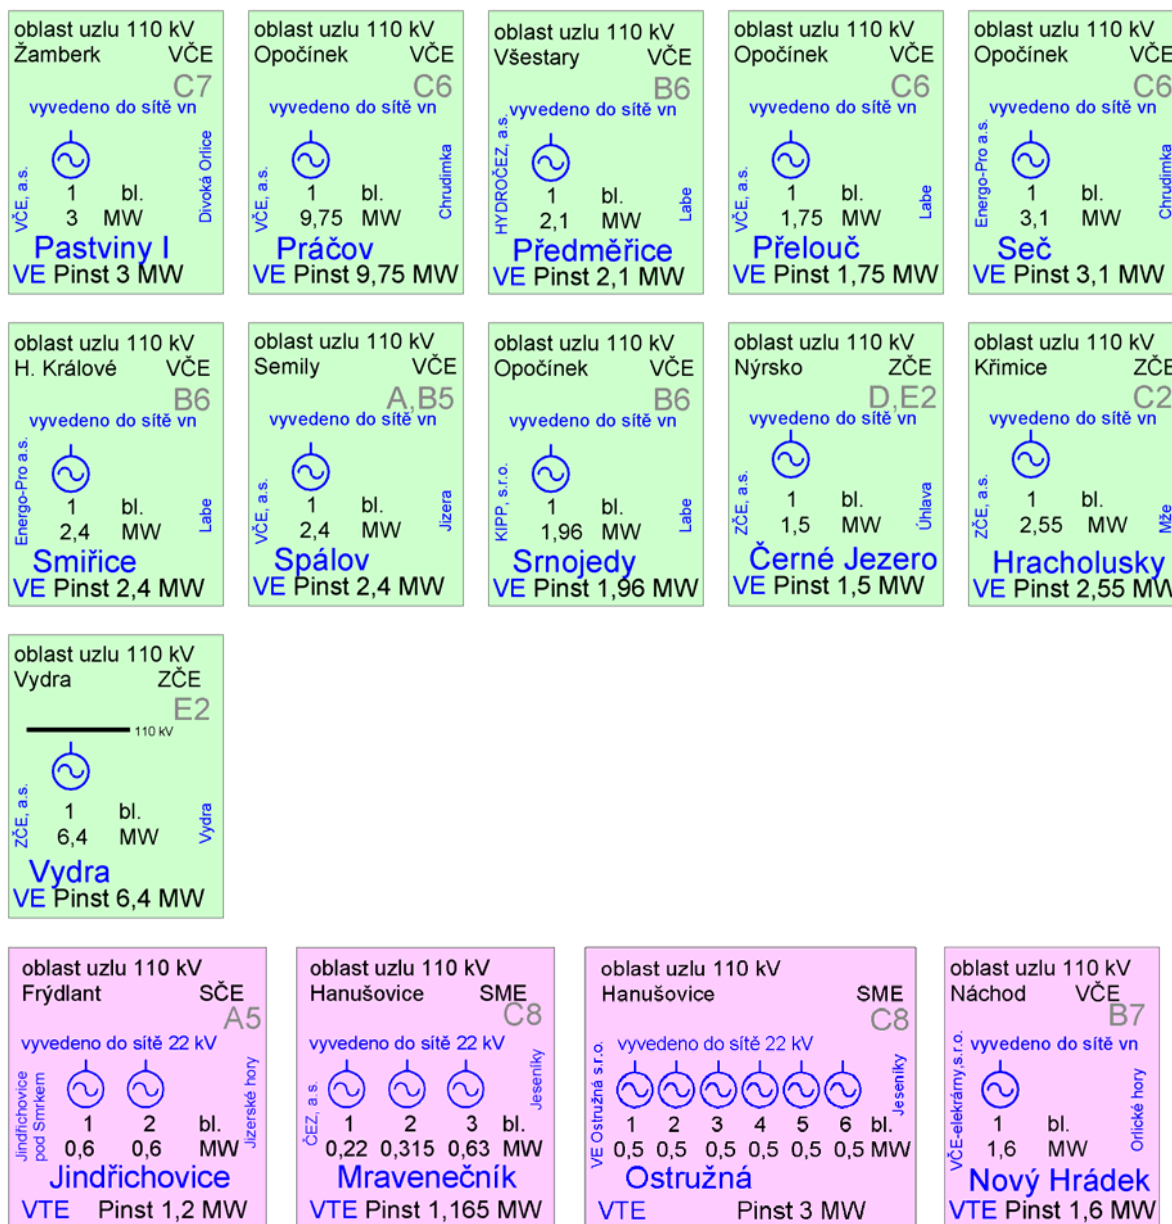 oblast uzlu 110 kV
Žamberk VČE
C7
vyvedeno do sítě vn
VČE, a.s.
Divoká Orlice
1 bl.
3 MW
Pastviny I
VE Pinst 3 MW
oblast uzlu 110 kV
Opočínek VČE
C6
vyvedeno do sítě vn
VČE, a.s.
Chrudimka
1 bl.
9,75 MW
Práčov
VE Pinst 9,75 MW
oblast uzlu 110 kV
Všestary VČE
B6
vyvedeno do sítě vn
HYDROČEZ, a.s.
Labe
1 bl.
2,1 MW
Předměřice
VE Pinst 2,1 MW
oblast uzlu 110 kV
Opočínek VČE
C6
vyvedeno do sítě vn
VČE, a.s.
Labe
1 bl.
1,75 MW
Přelouč
VE Pinst 1,75 MW
oblast uzlu 110 kV
Opočínek VČE
C6
vyvedeno do sítě vn
Energo-Pro a.s.
Chrudimka
1 bl.
3,1 MW
Seč
VE Pinst 3,1 MW
oblast uzlu 110 kV
H. Králové VČE
B6
vyvedeno do sítě vn
Energo-Pro a.s.
Labe
1 bl.
2,4 MW
Smiřice
VE Pinst 2,4 MW
oblast uzlu 110 kV
Semily VČE
A,B5
vyvedeno do sítě vn
VČE, a.s.
Jizera
1 bl.
2,4 MW
Spálov
VE Pinst 2,4 MW
oblast uzlu 110 kV
Opočínek VČE
B6
vyvedeno do sítě vn
KIPP, s.r.o.
Labe
1 bl.
1,96 MW
Srnojedy
VE Pinst 1,96 MW
oblast uzlu 110 kV
Nýrsko ZČE
D,E2
vyvedeno do sítě vn
ZČE, a.s.
Úhlava
1 bl.
1,5 MW
Černé Jezero
VE Pinst 1,5 MW
oblast uzlu 110 kV
Křimice ZČE
C2
vyvedeno do sítě vn
ZČE, a.s.
Mže
1 bl.
2,55 MW
Hracholusky
VE Pinst 2,55 MW
oblast uzlu 110 kV
Vydra ZČE
E2
110 kV
ZČE, a.s.
Vydra
1 bl.
6,4 MW
Vydra
VE Pinst 6,4 MW
oblast uzlu 110 kV
Frýdlant SČE
A5
vyvedeno do sítě 22 kV
Jindřichovice
pod Smrkem
Jizerské hory
1 2 bl.
0,6 0,6 MW
Jindřichovice
VTE Pinst 1,2 MW
oblast uzlu 110 kV
Hanušovice SME
C8
vyvedeno do sítě 22 kV
ČEZ, a.s.
Jeseníky
1 2 3 bl.
0,22 0,315 0,63 MW
Mravenečník
VTE Pinst 1,165 MW
oblast uzlu 110 kV
Hanušovice SME
C8
vyvedeno do sítě 22 kV
VE Ostružná s.r.o.
Jeseníky
1 2 3 4 5 6 bl.
0,5 0,5 0,5 0,5 0,5 0,5 MW
Ostružná
VTE Pinst 3 MW
oblast uzlu 110 kV
Náchod VČE
B7
vyvedeno do sítě vn
VČE-elekrárny,s.r.o.
Orlické hory
1 bl.
1,6 MW
Nový Hrádek
VTE Pinst 1,6 MW